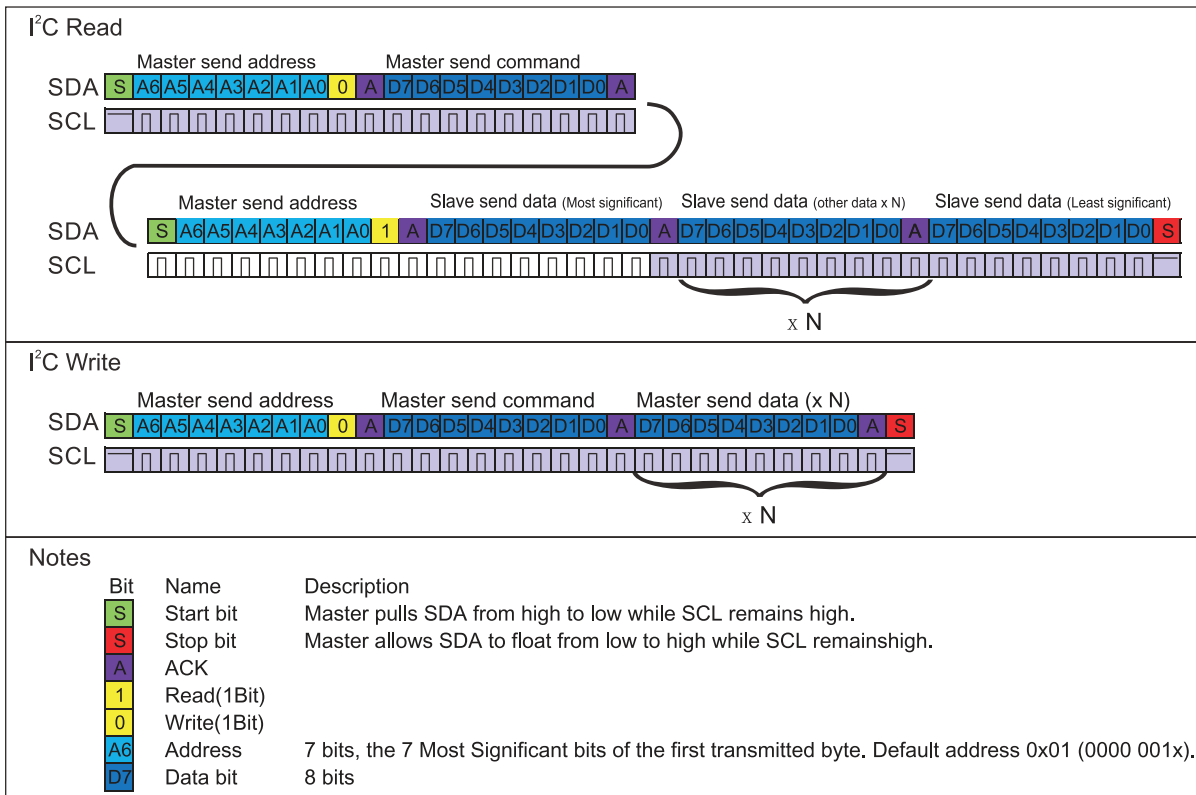 I²C Read
Master send address Master send command
SDA S A6 A5 A4 A3 A2 A1 A0 0 A D7 D6 D5 D4 D3 D2 D1 D0 A
SCL
Master send address Slave send data (Most significant) Slave send data (other data x N) Slave send data (Least significant)
SDA S A6 A5 A4 A3 A2 A1 A0 1 A D7 D6 D5 D4 D3 D2 D1 D0 A D7 D6 D5 D4 D3 D2 D1 D0 A D7 D6 D5 D4 D3 D2 D1 D0 S
SCL
x N
I²C Write
Master send address Master send command Master send data (x N)
SDA S A6 A5 A4 A3 A2 A1 A0 0 A D7 D6 D5 D4 D3 D2 D1 D0 A D7 D6 D5 D4 D3 D2 D1 D0 A S
SCL
x N
Notes
Bit Name Description
S Start bit Master pulls SDA from high to low while SCL remains high.
S Stop bit Master allows SDA to float from low to high while SCL remainshigh.
A ACK
1 Read(1Bit)
0 Write(1Bit)
A6 Address 7 bits, the 7 Most Significant bits of the first transmitted byte. Default address 0x01 (0000 001x).
D7 Data bit 8 bits